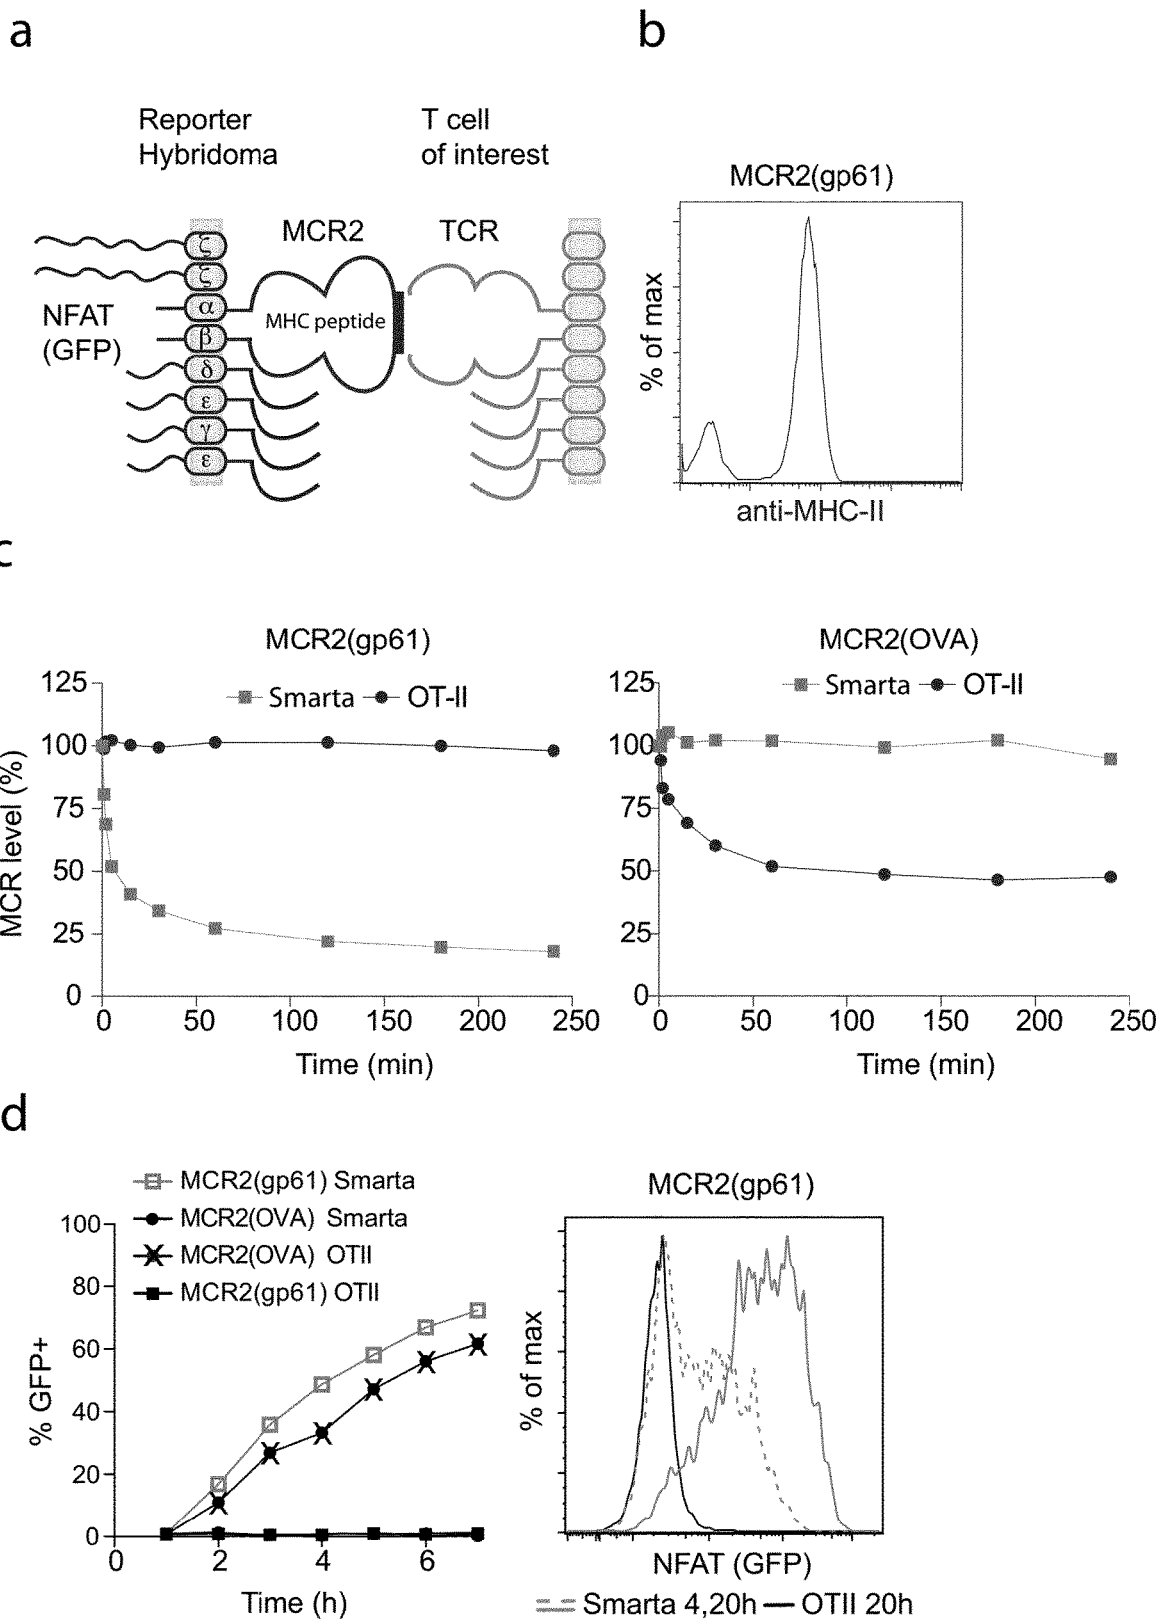 a
b
Reporter
Hybridoma
T cell
of interest
MCR2
TCR
ζ
ζ
α
β
δ
ε
γ
ε
NFAT
(GFP)
MHC peptide
MCR2(gp61)
% of max
anti-MHC-II
c
MCR2(gp61)
Smarta
OT-II
125
100
75
50
25
0
MCR level (%)
0 50 100 150 200 250
Time (min)
MCR2(OVA)
Smarta
OT-II
125
100
75
50
25
0
0 50 100 150 200 250
Time (min)
d
MCR2(gp61) Smarta
MCR2(OVA) Smarta
MCR2(OVA) OTII
MCR2(gp61) OTII
100
80
60
40
20
0
% GFP+
0 2 4 6
Time (h)
MCR2(gp61)
% of max
NFAT (GFP)
Smarta 4,20h
OTII 20h